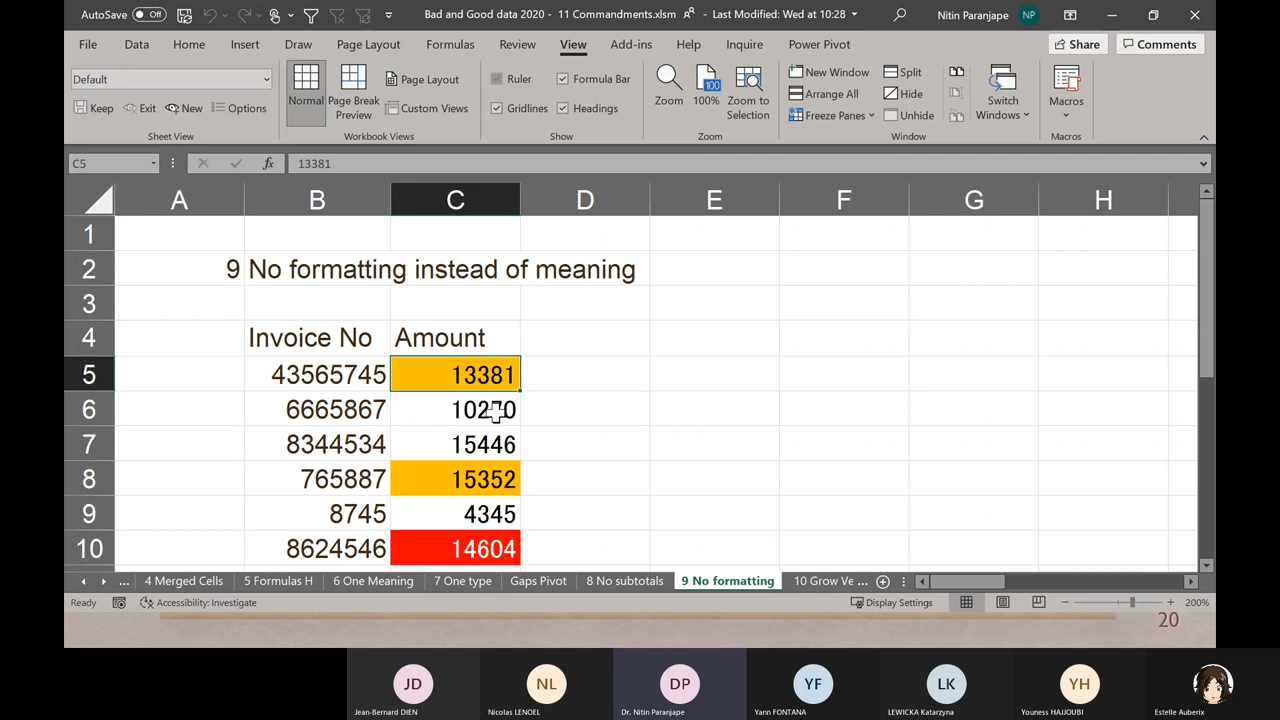 AutoSave Off Bad and Good data 2020 - 11 Commandments.xlsm • Last Modified: Wed at 10:28 Nitin Paranjape NP
File Data Home Insert Draw Page Layout Formulas Review View Add-ins Help Inquire Power Pivot Share Comments
Default
Keep Exit New Options
Sheet View
Normal
Page Break Preview
Page Layout
Custom Views
Workbook Views
Ruler
Formula Bar
Gridlines
Headings
Show
Zoom
100%
100
Zoom to Selection
Zoom
New Window
Arrange All
Freeze Panes
Split
Hide
Unhide
Switch Windows
Window
Macros
Macros
C5 fx 13381
A B C D E F G H
1
2 9 No formatting instead of meaning
3
4 Invoice No Amount
5 43565745 13381
6 6665867 10270
7 8344534 15446
8 765887 15352
9 8745 4345
10 8624546 14604
... 4 Merged Cells 5 Formulas H 6 One Meaning 7 One type Gaps Pivot 8 No subtotals 9 No formatting 10 Grow Ve ...
Ready Accessibility: Investigate Display Settings 200%
20
JD NL DP YF LK YH
Jean-Bernard DIEN Nicolas LENOEL Dr. Nitin Paranjape Yann FONTANA LEWICKA Katarzyna Youness HAJJOUBI Estelle Auberix